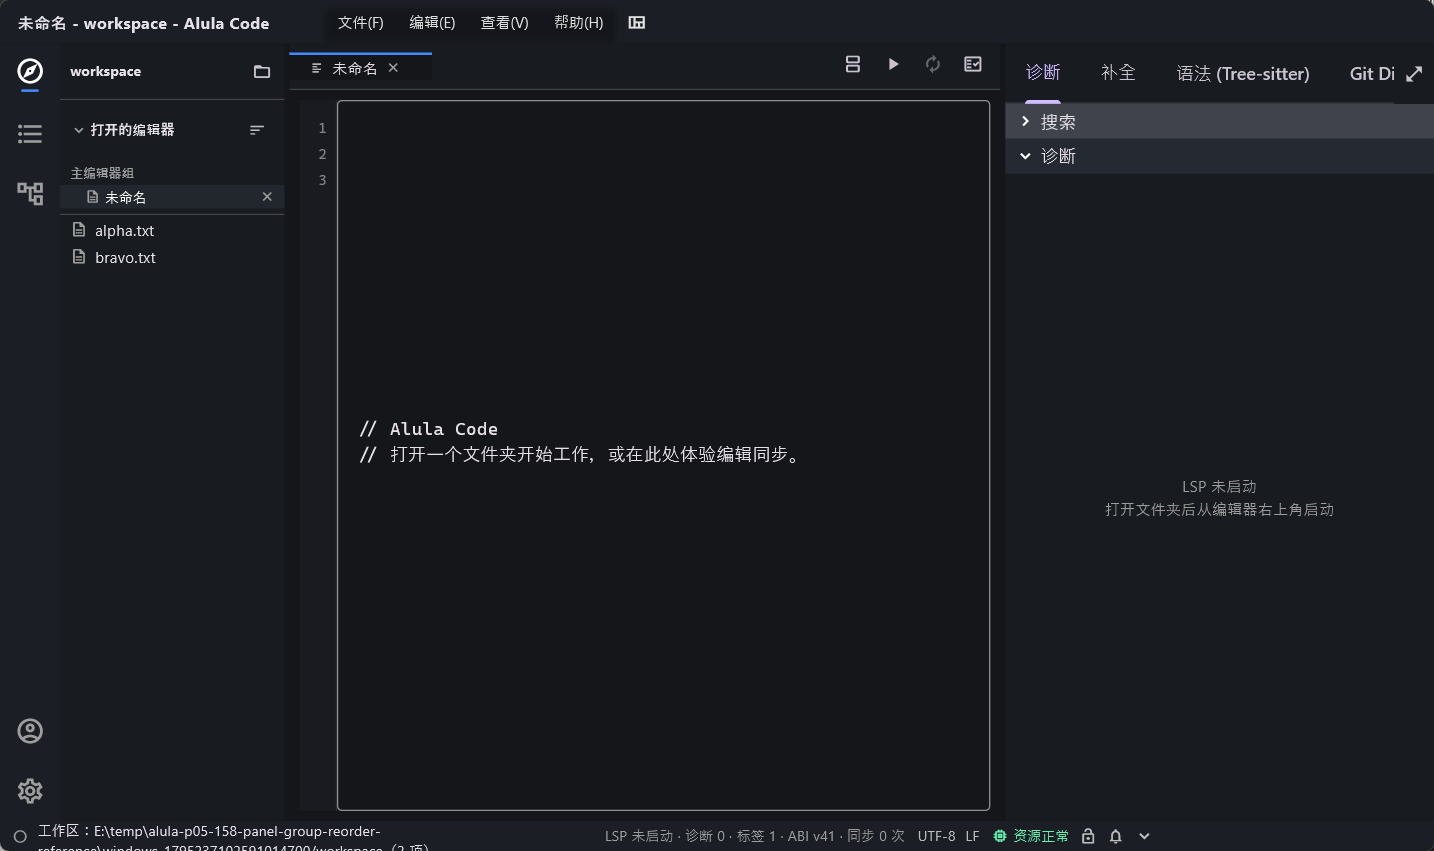 未命名 - workspace - Alula Code
文件(F) 编辑(E) 查看(V) 帮助(H)
workspace
打开的编辑器
主编辑器组
未命名
alpha.txt
bravo.txt
未命名
1
2
3
// Alula Code
// 打开一个文件夹开始工作，或在此处体验编辑同步。
诊断 补全 语法 (Tree-sitter) Git Di
搜索
诊断
LSP 未启动
打开文件夹后从编辑器右上角启动
工作区：E:\temp\alula-p05-158-panel-group-reorder-
reference\windows-1795237102591014700/workspace（2 项）
LSP 未启动 · 诊断 0 · 标签 1 · ABI v41 · 同步 0 次 UTF-8 LF 资源正常